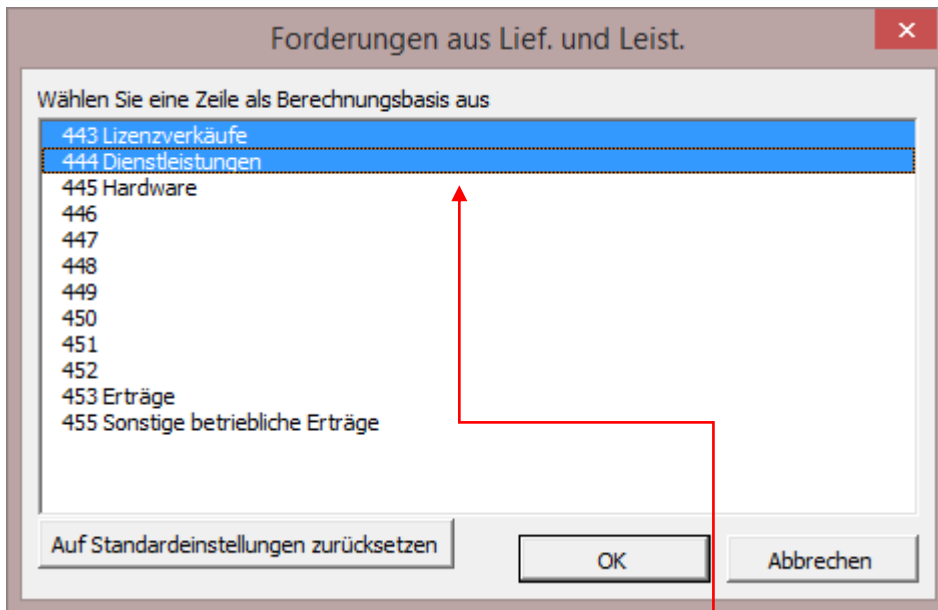 Forderungen aus Lief. und Leist.
Wählen Sie eine Zeile als Berechnungsbasis aus
443 Lizenzverkäufe
444 Dienstleistungen
445 Hardware
446
447
448
449
450
451
452
453 Erträge
455 Sonstige betriebliche Erträge
Auf Standardeinstellungen zurücksetzen
OK
Abbrechen